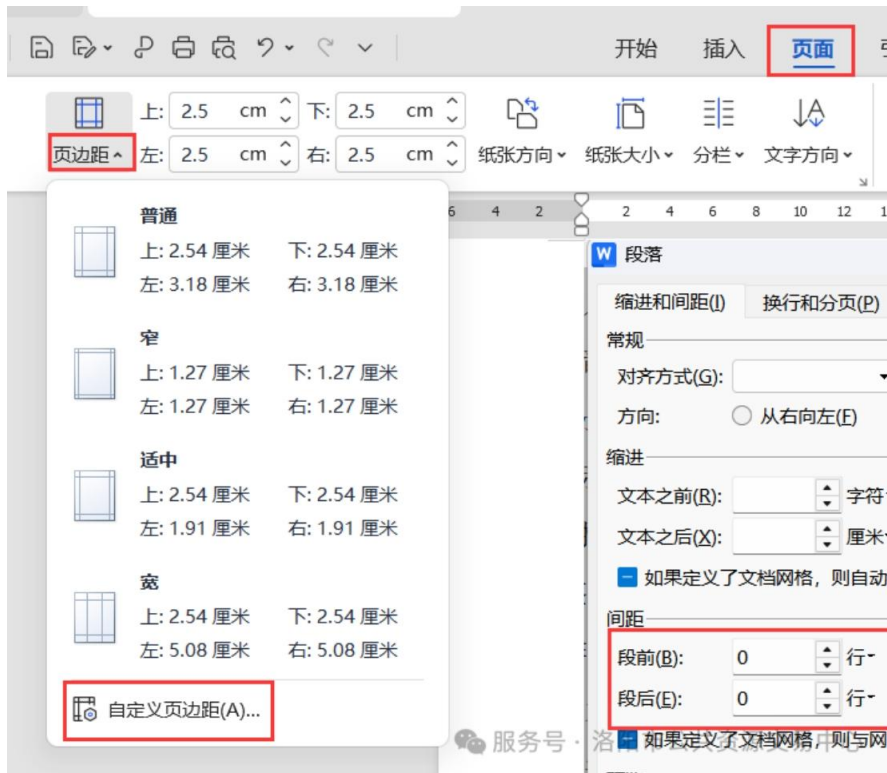 开始 插入 页面
上: 2.5 cm 下: 2.5 cm
页边距 左: 2.5 cm 右: 2.5 cm 纸张方向 纸张大小 分栏 文字方向
普通
上: 2.54 厘米 下: 2.54 厘米
左: 3.18 厘米 右: 3.18 厘米
窄
上: 1.27 厘米 下: 1.27 厘米
左: 1.27 厘米 右: 1.27 厘米
适中
上: 2.54 厘米 下: 2.54 厘米
左: 1.91 厘米 右: 1.91 厘米
宽
上: 2.54 厘米 下: 2.54 厘米
左: 5.08 厘米 右: 5.08 厘米
自定义页边距(A)...
6 4 2 2 4 6 8 10 12
W 段落
缩进和间距(I) 换行和分页(P)
常规
对齐方式(G):
方向: 从右向左(F)
缩进
文本之前(R): 字符
文本之后(X): 厘米
如果定义了文档网格，则自动
间距
段前(B): 0 行
段后(E): 0 行
如果定义了文档网格，则与网
服务号 · 洛